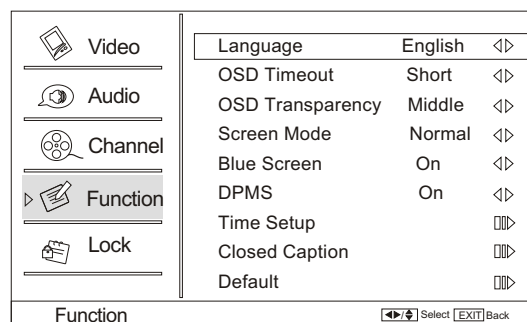 Video
Audio
Channel
Function
Lock
Language English
OSD Timeout Short
OSD Transparency Middle
Screen Mode Normal
Blue Screen On
DPMS On
Time Setup
Closed Caption
Default
Function
/ Select EXIT Back